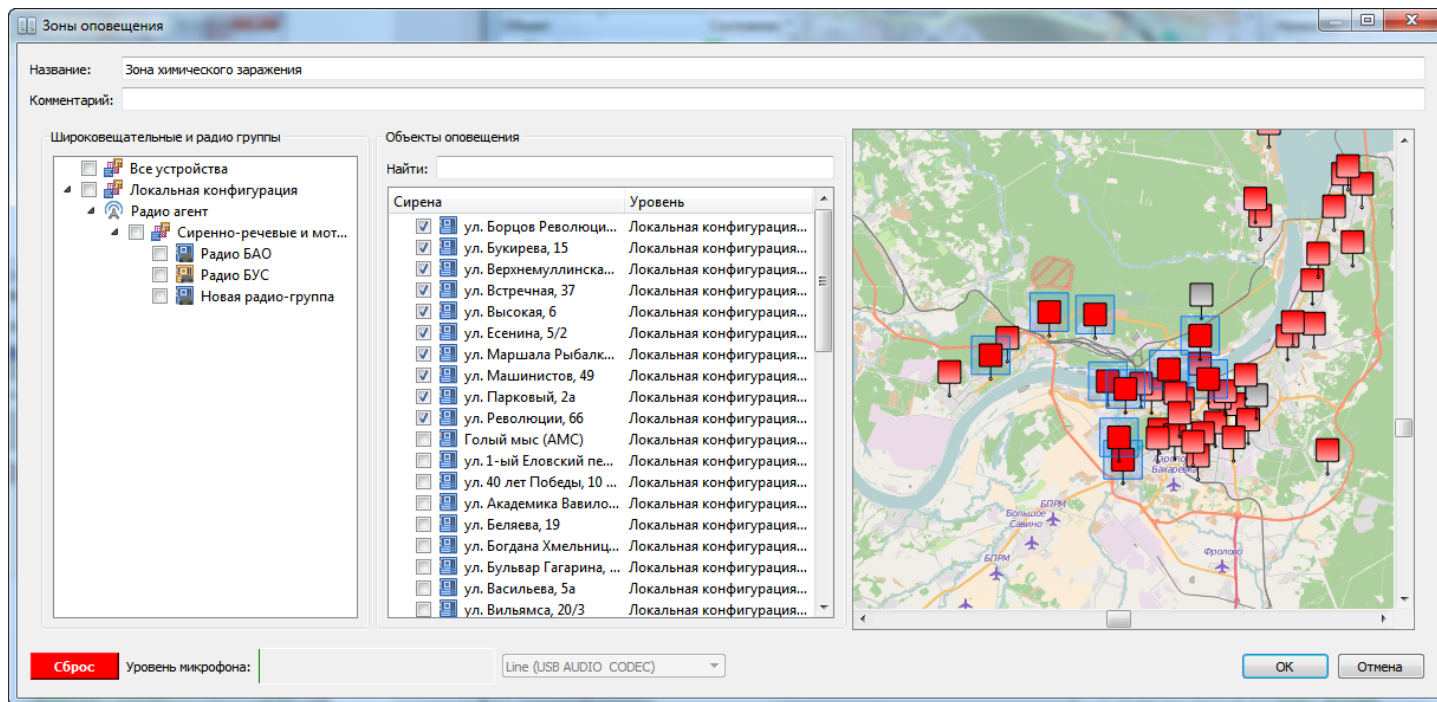 Зоны оповещения
Название: Зона химического заражения
Комментарий:
Широковещательные и радио группы
Все устройства
Локальная конфигурация
Радио агент
Сиренно-речевые и мот...
Радио БАО
Радио БУС
Новая радио-группа
Объекты оповещения
Найти:
Сирена Уровень
ул. Борцов Революци... Локальная конфигурация...
ул. Букирева, 15 Локальная конфигурация...
ул. Верхнемуллинска... Локальная конфигурация...
ул. Встречная, 37 Локальная конфигурация...
ул. Высокая, 6 Локальная конфигурация...
ул. Есенина, 5/2 Локальная конфигурация...
ул. Маршала Рыбалк... Локальная конфигурация...
ул. Машинистов, 49 Локальная конфигурация...
ул. Парковый, 2а Локальная конфигурация...
ул. Революции, 66 Локальная конфигурация...
Голый мыс (АМС) Локальная конфигурация...
ул. 1-ый Еловский пе... Локальная конфигурация...
ул. 40 лет Победы, 10 ... Локальная конфигурация...
ул. Академика Вавило... Локальная конфигурация...
ул. Беляева, 19 Локальная конфигурация...
ул. Богдана Хмельниц... Локальная конфигурация...
ул. Бульвар Гагарина, ... Локальная конфигурация...
ул. Васильева, 5а Локальная конфигурация...
ул. Вильямса, 20/3 Локальная конфигурация...
Бахаревка
БПРМ
Большое
Савино
БПРМ
Фролово
Сброс Уровень микрофона: Line (USB AUDIO CODEC) OK Отмена